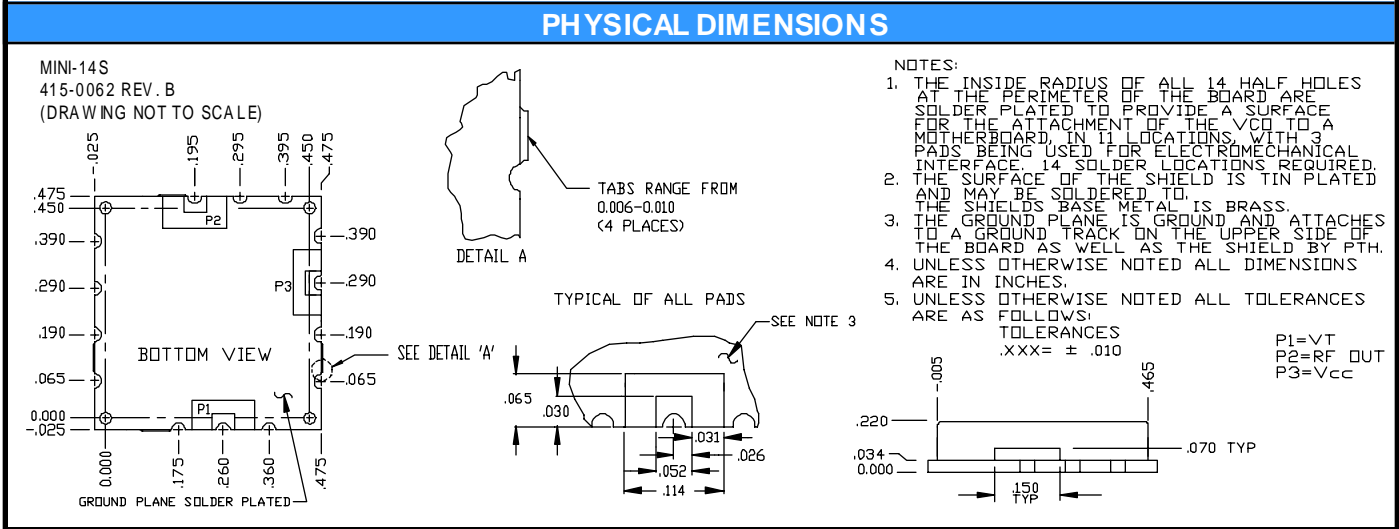 PHYSICAL DIMENSIONS
MINI-14S
415-0062 REV. B
(DRAWING NOT TO SCALE)
-.025
.195
.295
.395
.450
.475
.475
.450
.390
.290
.190
.065
0.000
-.025
P2
P3
P1
.390
.290
.190
.065
BOTTOM VIEW
SEE DETAIL 'A'
0.000
.175
.260
.360
.475
GROUND PLANE SOLDER PLATED
TABS RANGE FROM
0.006-0.010
(4 PLACES)
DETAIL A
TYPICAL OF ALL PADS
SEE NOTE 3
.065
.030
.031
.026
.052
.114
NOTES:
1. THE INSIDE RADIUS OF ALL 14 HALF HOLES
AT THE PERIMETER OF THE BOARD ARE
SOLDER PLATED TO PROVIDE A SURFACE
FOR THE ATTACHMENT OF THE VCO TO A
MOTHERBOARD, IN 11 LOCATIONS, WITH 3
PADS BEING USED FOR ELECTROMECHANICAL
INTERFACE. 14 SOLDER LOCATIONS REQUIRED.
2. THE SURFACE OF THE SHIELD IS TIN PLATED
AND MAY BE SOLDERED TO.
THE SHIELDS BASE METAL IS BRASS.
3. THE GROUND PLANE IS GROUND AND ATTACHES
TO A GROUND TRACK ON THE UPPER SIDE OF
THE BOARD AS WELL AS THE SHIELD BY PTH.
4. UNLESS OTHERWISE NOTED ALL DIMENSIONS
ARE IN INCHES.
5. UNLESS OTHERWISE NOTED ALL TOLERANCES
ARE AS FOLLOWS:
TOLERANCES
.XXX= ± .010
P1=VT
P2=RF OUT
P3=Vcc
.005
.465
.220
.034
0.000
.070 TYP
.150
TYP